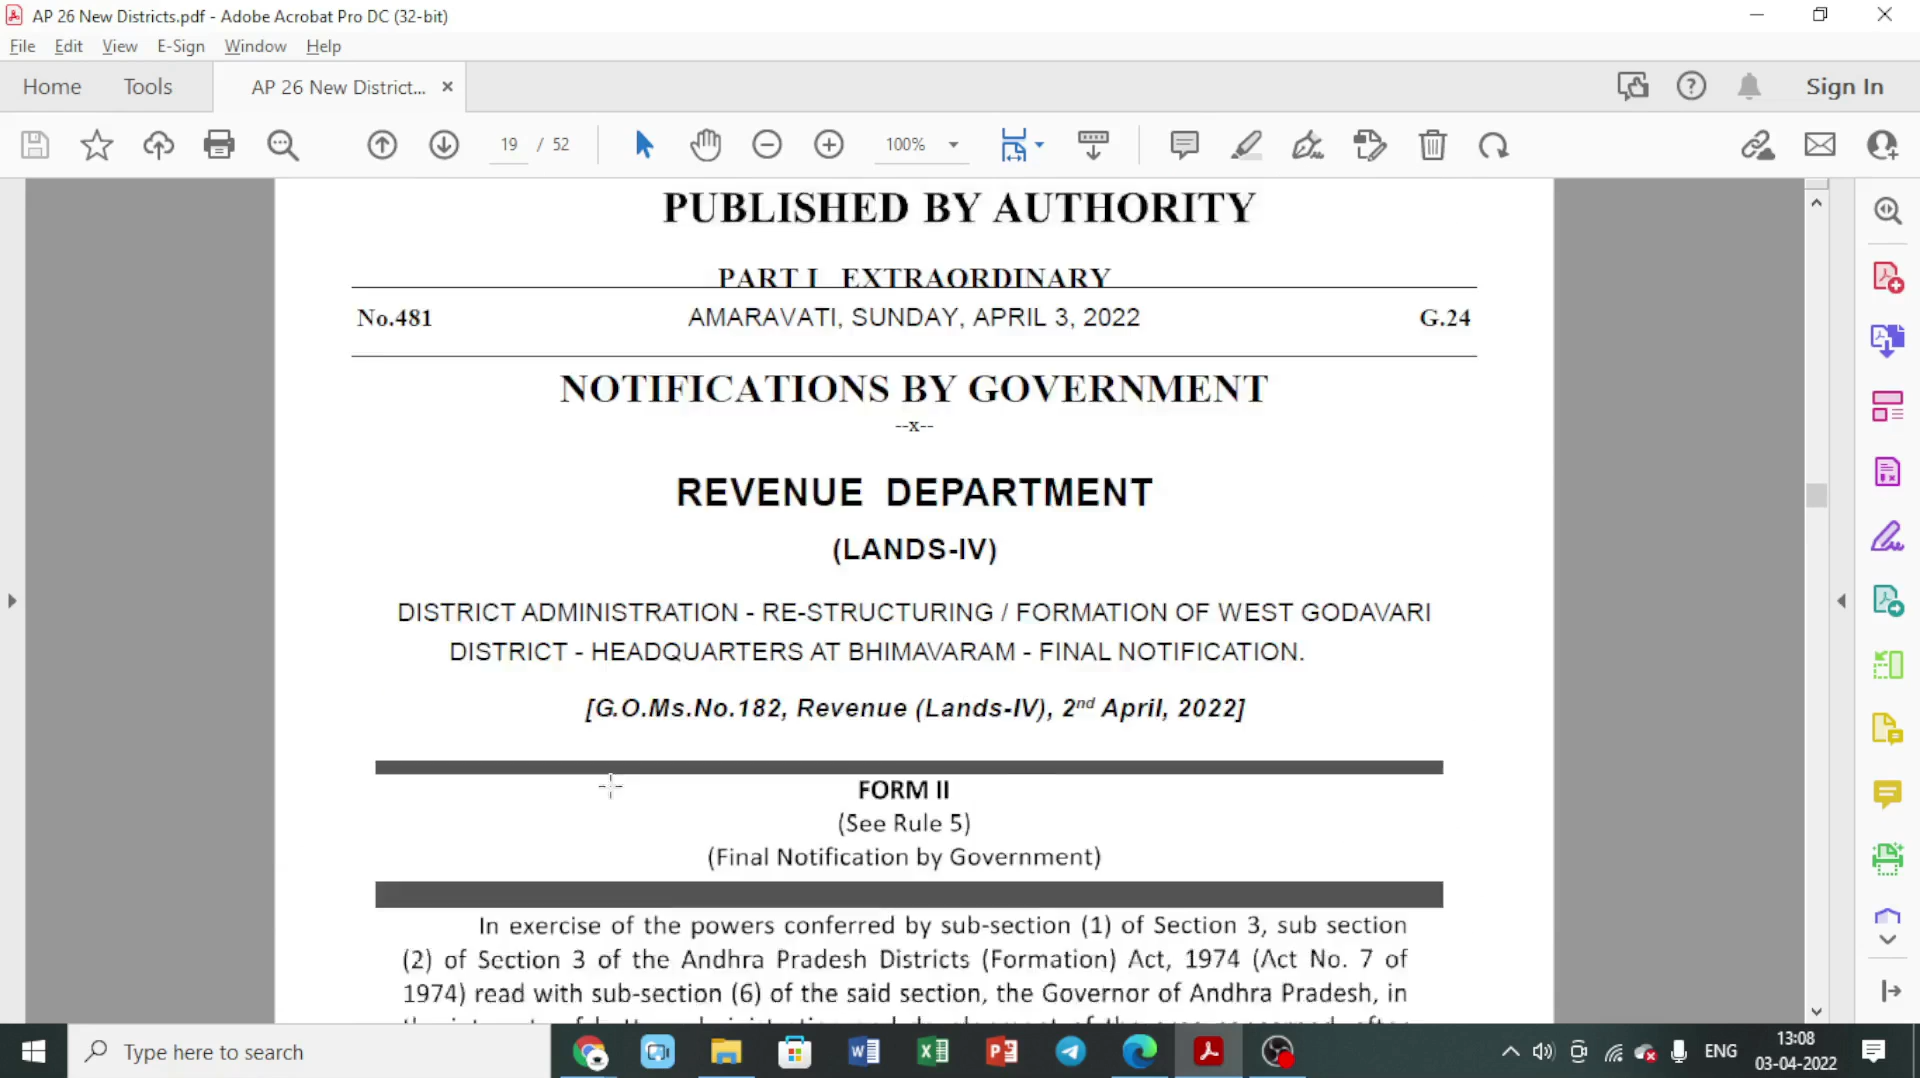 AP 26 New Districts.pdf - Adobe Acrobat Pro DC (32-bit)
File Edit View E-Sign Window Help
Home Tools AP 26 New District... × Sign In
19 / 52 100%
PUBLISHED BY AUTHORITY
PART I EXTRAORDINARY
No.481 AMARAVATI, SUNDAY, APRIL 3, 2022 G.24
NOTIFICATIONS BY GOVERNMENT
--x--
REVENUE DEPARTMENT
(LANDS-IV)
DISTRICT ADMINISTRATION - RE-STRUCTURING / FORMATION OF WEST GODAVARI
DISTRICT - HEADQUARTERS AT BHIMAVARAM - FINAL NOTIFICATION.
[G.O.Ms.No.182, Revenue (Lands-IV), 2nd April, 2022]
FORM II
(See Rule 5)
(Final Notification by Government)
In exercise of the powers conferred by sub-section (1) of Section 3, sub section
(2) of Section 3 of the Andhra Pradesh Districts (Formation) Act, 1974 (Act No. 7 of
1974) read with sub-section (6) of the said section, the Governor of Andhra Pradesh, in
Type here to search
ENG
13:08
03-04-2022